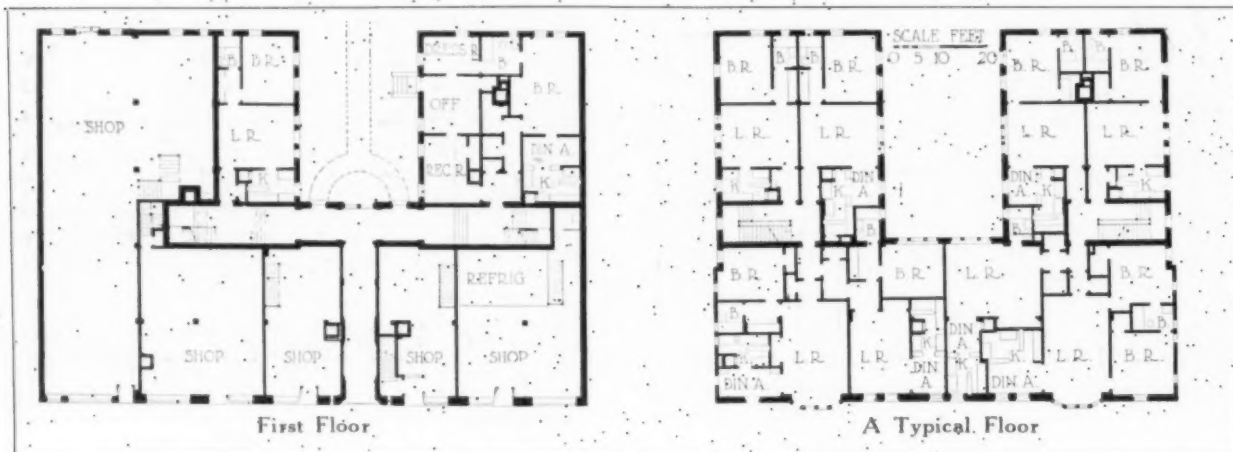 SHOP
B.
B.R.
L.R.
K.
SHOP
SHOP
DRESS R.
B
B.R.
OFF
REC.R.
DIN A
K.
REFRIG
SHOP
SHOP
First Floor
SCALE FEET
0 5 10 20
B.R.
B
B
B.R.
L.R.
L.R.
K
DIN
A
K
B
B.R.
B.
K
DIN A
L.R.
L.R.
B.R.
K
DIN
A
B.R.
B
B
B.R.
L.R.
L.R.
DIN
A
K
K
B
L.R.
B.R.
DIN
A
K
K
DIN A
L.R.
B
B.R.
A Typical Floor